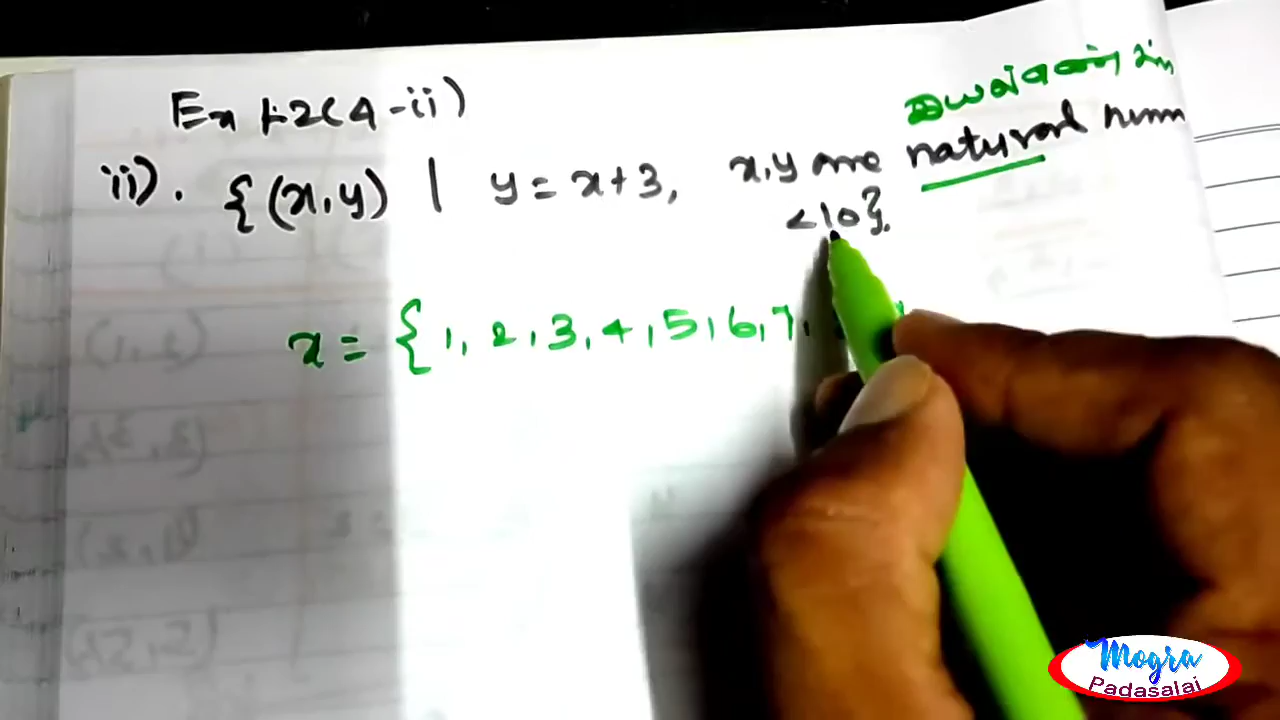 Ex 1.2(4-ii)
ii). {(x,y) | y = x+3, x,y are natural num
<10}.
x = {1, 2, 3, 4, 5, 6, 7,
Mogra
Padasalai